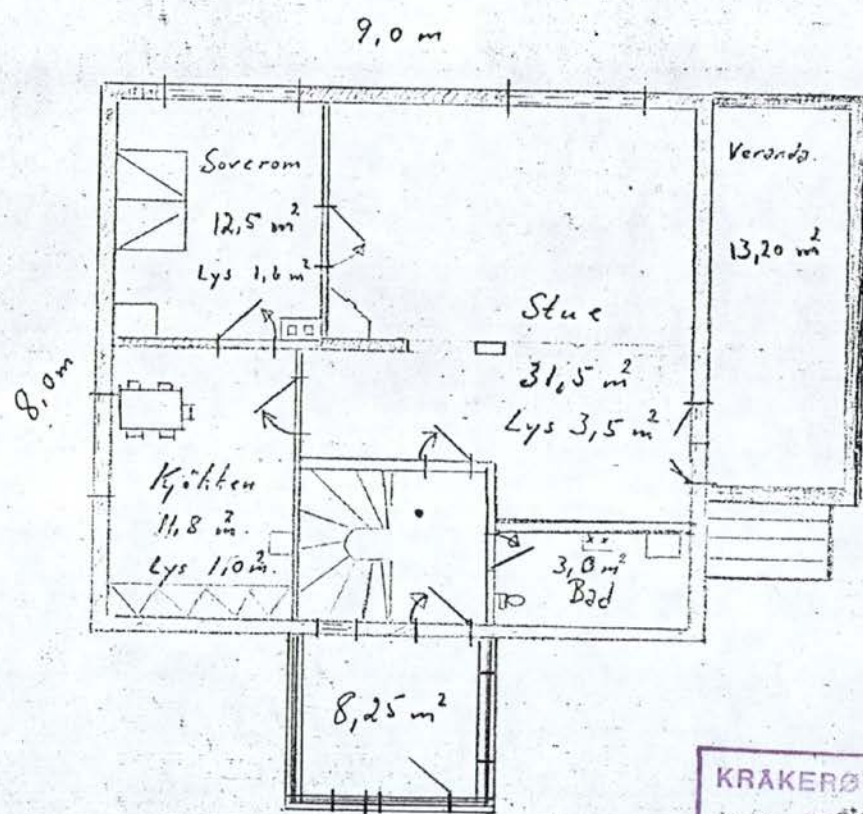 9,0 m
8,0 m
Soverom
12,5 m²
Lys 1,6 m²
Veranda.
13,20 m²
Stue
31,5 m²
Lys 3,5 m²
Kjökken
11,8 m².
Lys 1,0 m².
3,0 m²
Bad
8,25 m²
KRÅKERØ